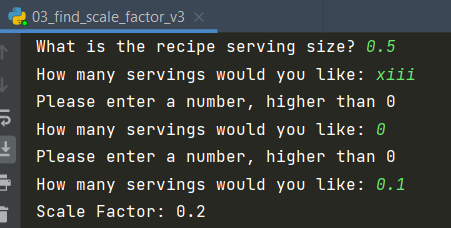 03_find_scale_factor_v3
What is the recipe serving size? 0.5
How many servings would you like: xiii
Please enter a number, higher than 0
How many servings would you like: 0
Please enter a number, higher than 0
How many servings would you like: 0.1
Scale Factor: 0.2